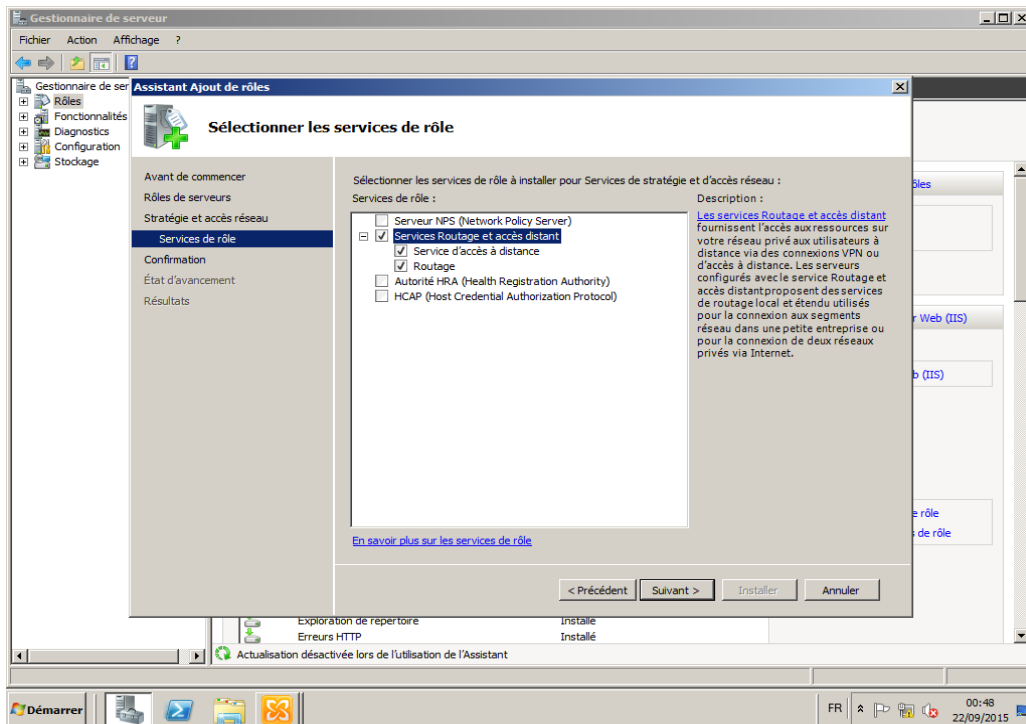 Gestionnaire de serveur
Fichier Action Affichage ?
Gestionnaire de ser
Rôles
Fonctionnalités
Diagnostics
Configuration
Stockage
Assistant Ajout de rôles
Sélectionner les services de rôle
Avant de commencer
Rôles de serveurs
Stratégie et accès réseau
Services de rôle
Confirmation
État d'avancement
Résultats
Sélectionner les services de rôle à installer pour Services de stratégie et d'accès réseau :
Services de rôle :
Serveur NPS (Network Policy Server)
Services Routage et accès distant
Service d'accès à distance
Routage
Autorité HRA (Health Registration Authority)
HCAP (Host Credential Authorization Protocol)
En savoir plus sur les services de rôle
Description :
Les services Routage et accès distant
fournissent l'accès aux ressources sur
votre réseau privé aux utilisateurs à
distance via des connexions VPN ou
d'accès à distance. Les serveurs
configurés avec le service Routage et
accès distant proposent des services
de routage local et étendu utilisés
pour la connexion aux segments
réseau dans une petite entreprise ou
pour la connexion de deux réseaux
privés via Internet.
< Précédent Suivant > Installer Annuler
ôles
r Web (IIS)
b (IIS)
e rôle
de rôle
Exploration de répertoire Installé
Erreurs HTTP Installé
Actualisation désactivée lors de l'utilisation de l'Assistant
Démarrer
FR
00:48
22/09/2015